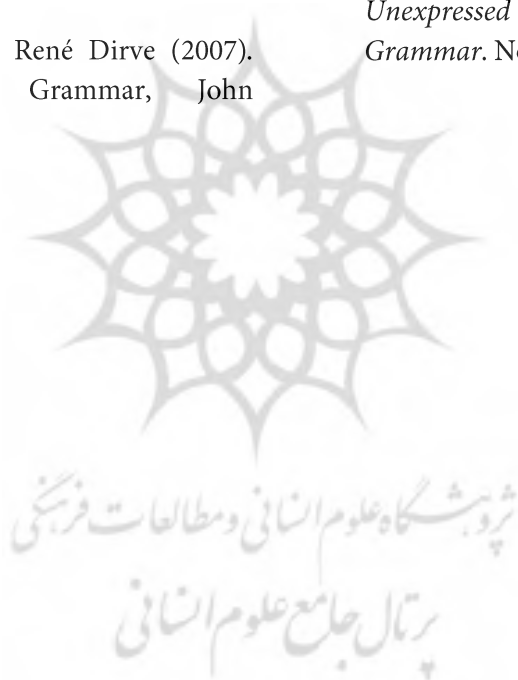 René Dirve (2007).
Grammar, John
Unexpressed
Grammar. N
پژوهشگاه علوم انسانی و مطالعات فرهنگی
پرتال جامع علوم انسانی